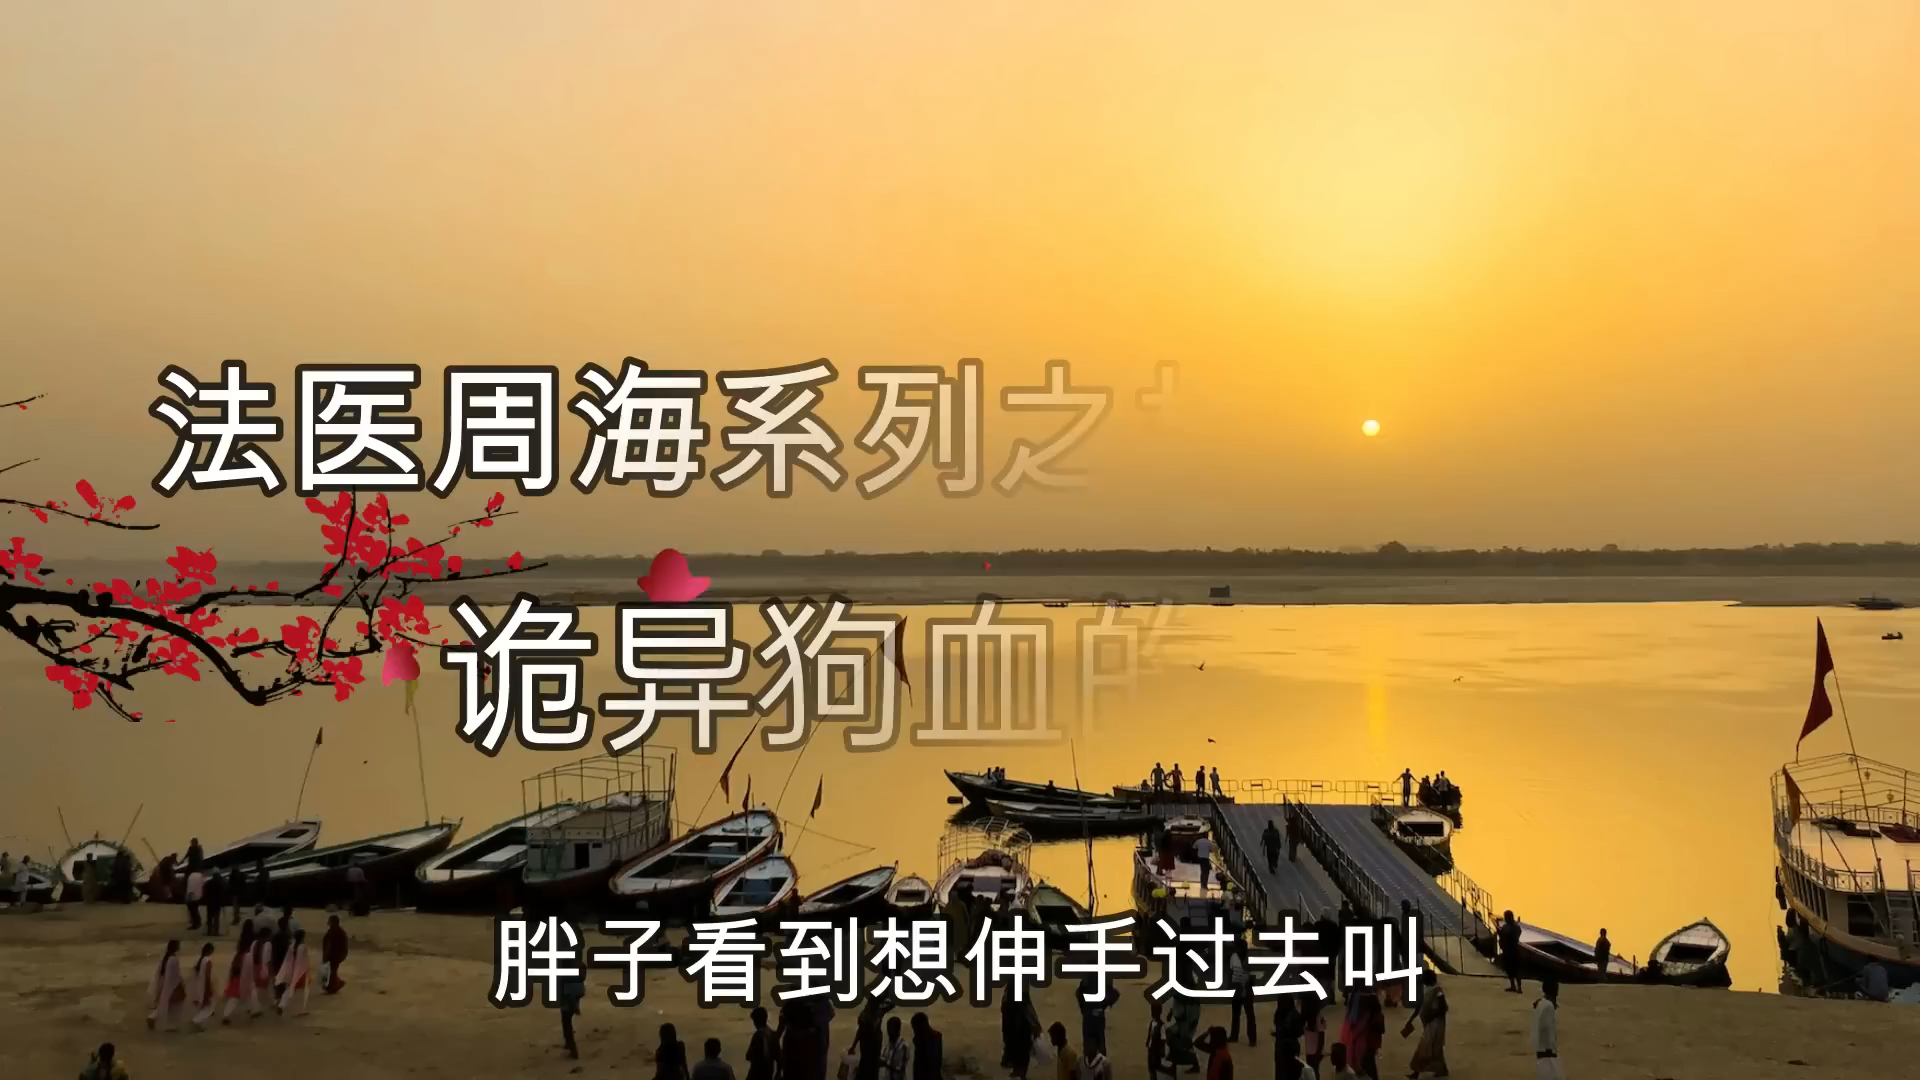 法医周海系列之
诡异狗血的
胖子看到想伸手过去叫